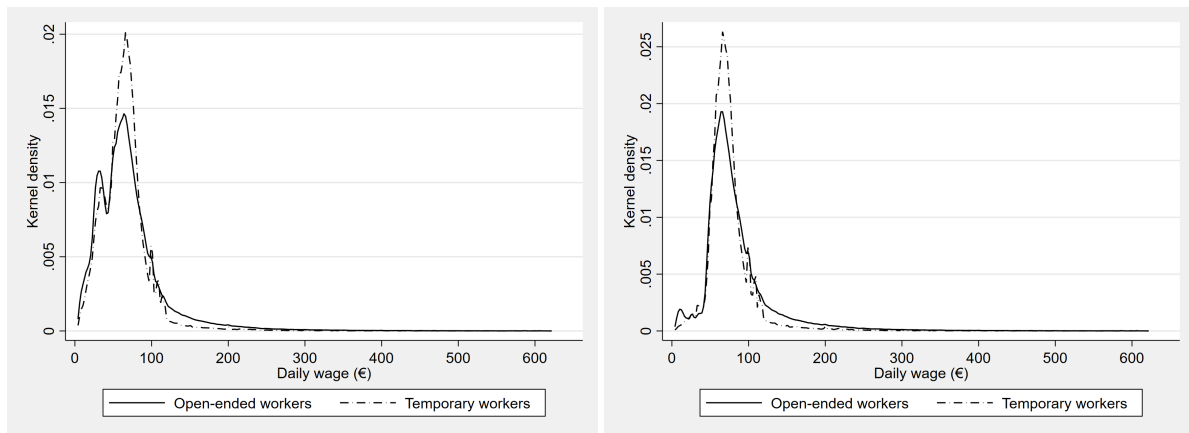 Kernel density
.02
.015
.01
.005
0
0 100 200 300 400 500 600
Daily wage (€)
Open-ended workers Temporary workers
Kernel density
.025
.02
.015
.01
.005
0
0 100 200 300 400 500 600
Daily wage (€)
Open-ended workers Temporary workers